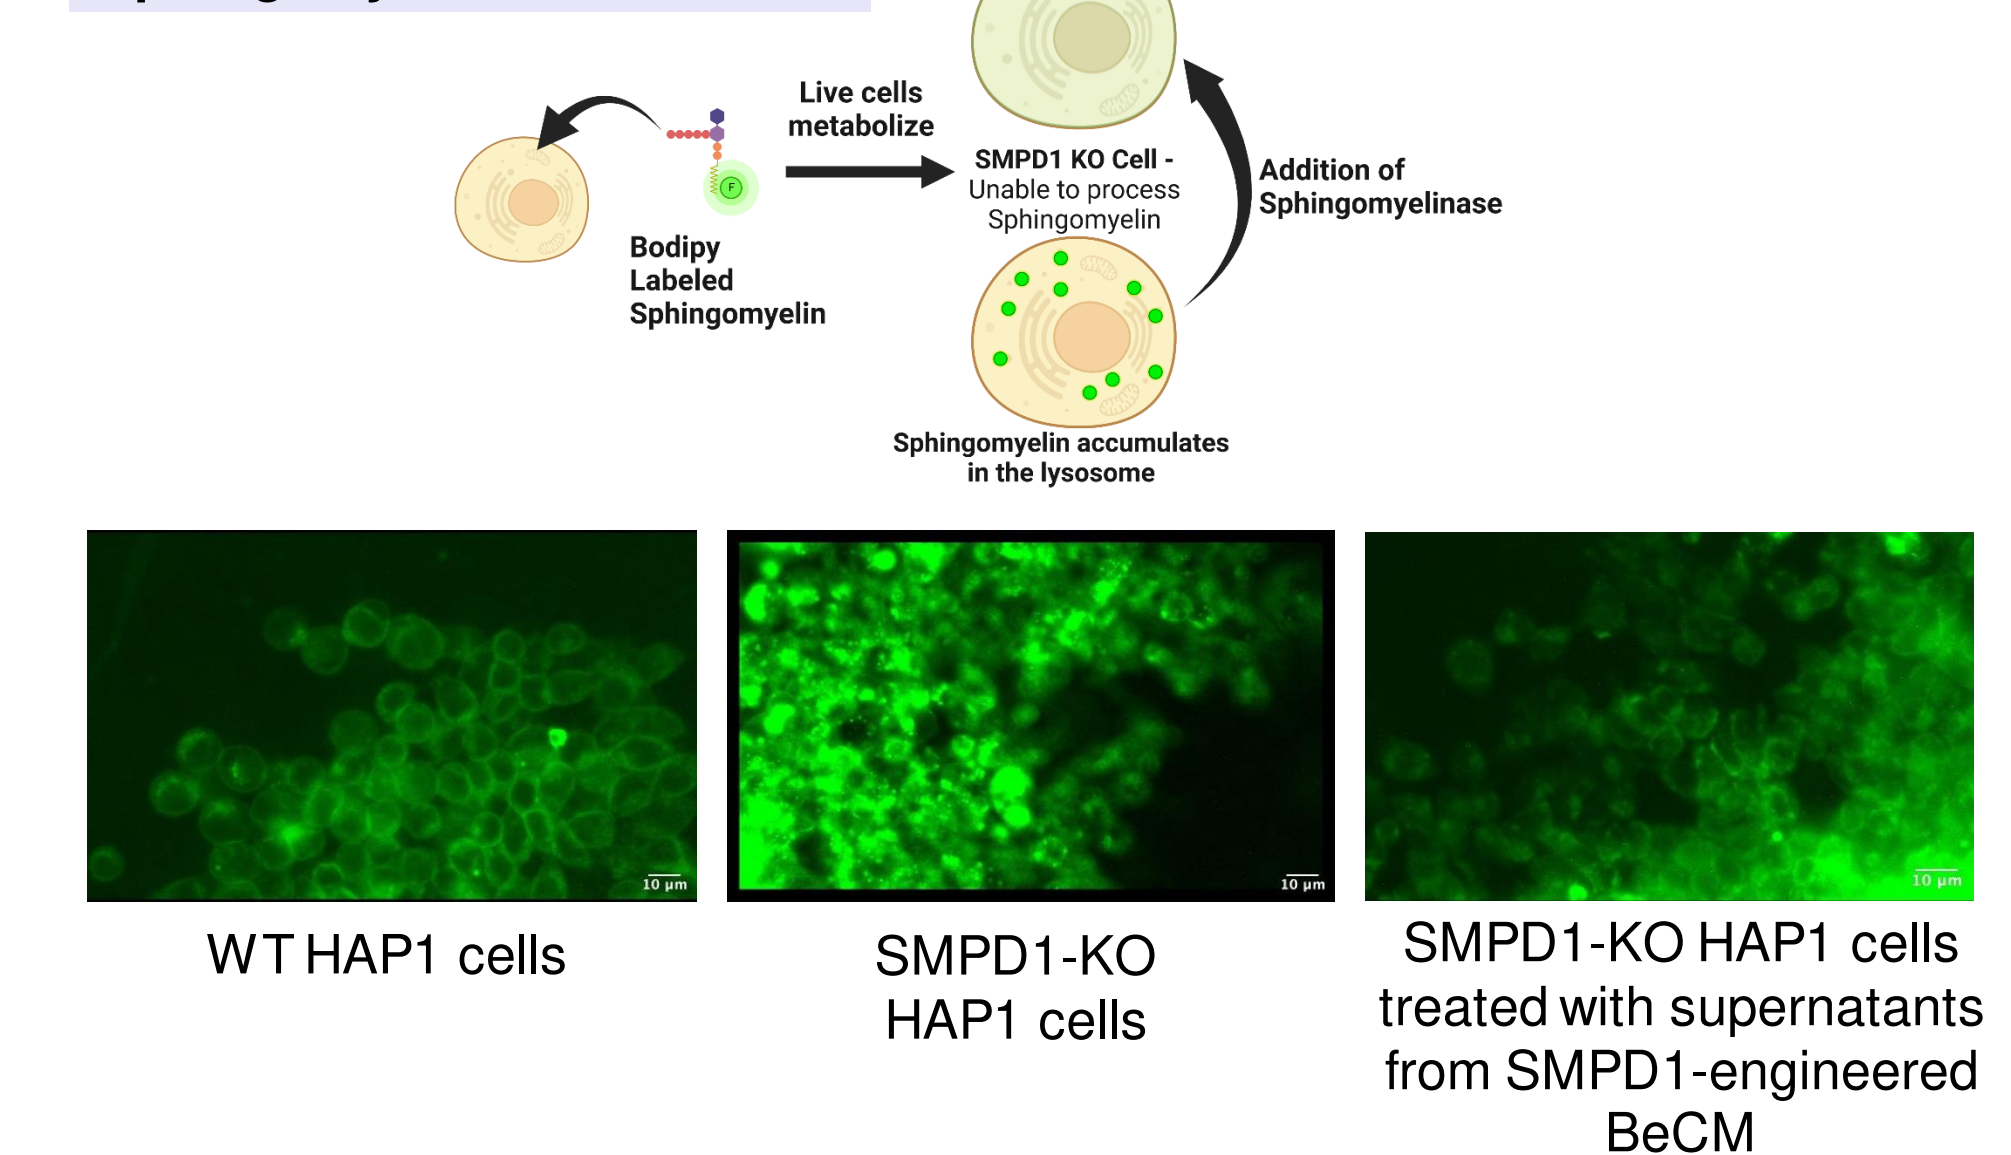 Live cells
metabolize
SMPD1 KO Cell -
Unable to process
Sphingomyelin
Addition of
Sphingomyelinase
F
Bodipy
Labeled
Sphingomyelin
Sphingomyelin accumulates
in the lysosome
10 µm
10 µm
10 µm
WT HAP1 cells
SMPD1-KO
HAP1 cells
SMPD1-KO HAP1 cells
treated with supernatants
from SMPD1-engineered
BeCM